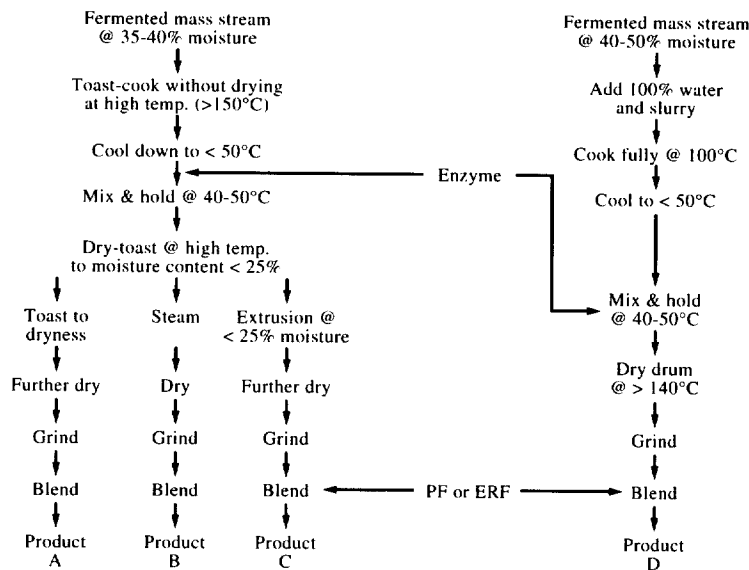 Fermented mass stream
@ 35-40% moisture
Toast-cook without drying
at high temp. (>150°C)
Cool down to < 50°C
Mix & hold @ 40-50°C
Dry-toast @ high temp.
to moisture content < 25%
Toast to
dryness
Further dry
Grind
Blend
Product
A
Steam
Dry
Grind
Blend
Product
B
Extrusion @
< 25% moisture
Further dry
Grind
Blend
Product
C
Enzyme
PF or ERF
Fermented mass stream
@ 40-50% moisture
Add 100% water
and slurry
Cook fully @ 100°C
Cool to < 50°C
Mix & hold
@ 40-50°C
Dry drum
@ > 140°C
Grind
Blend
Product
D